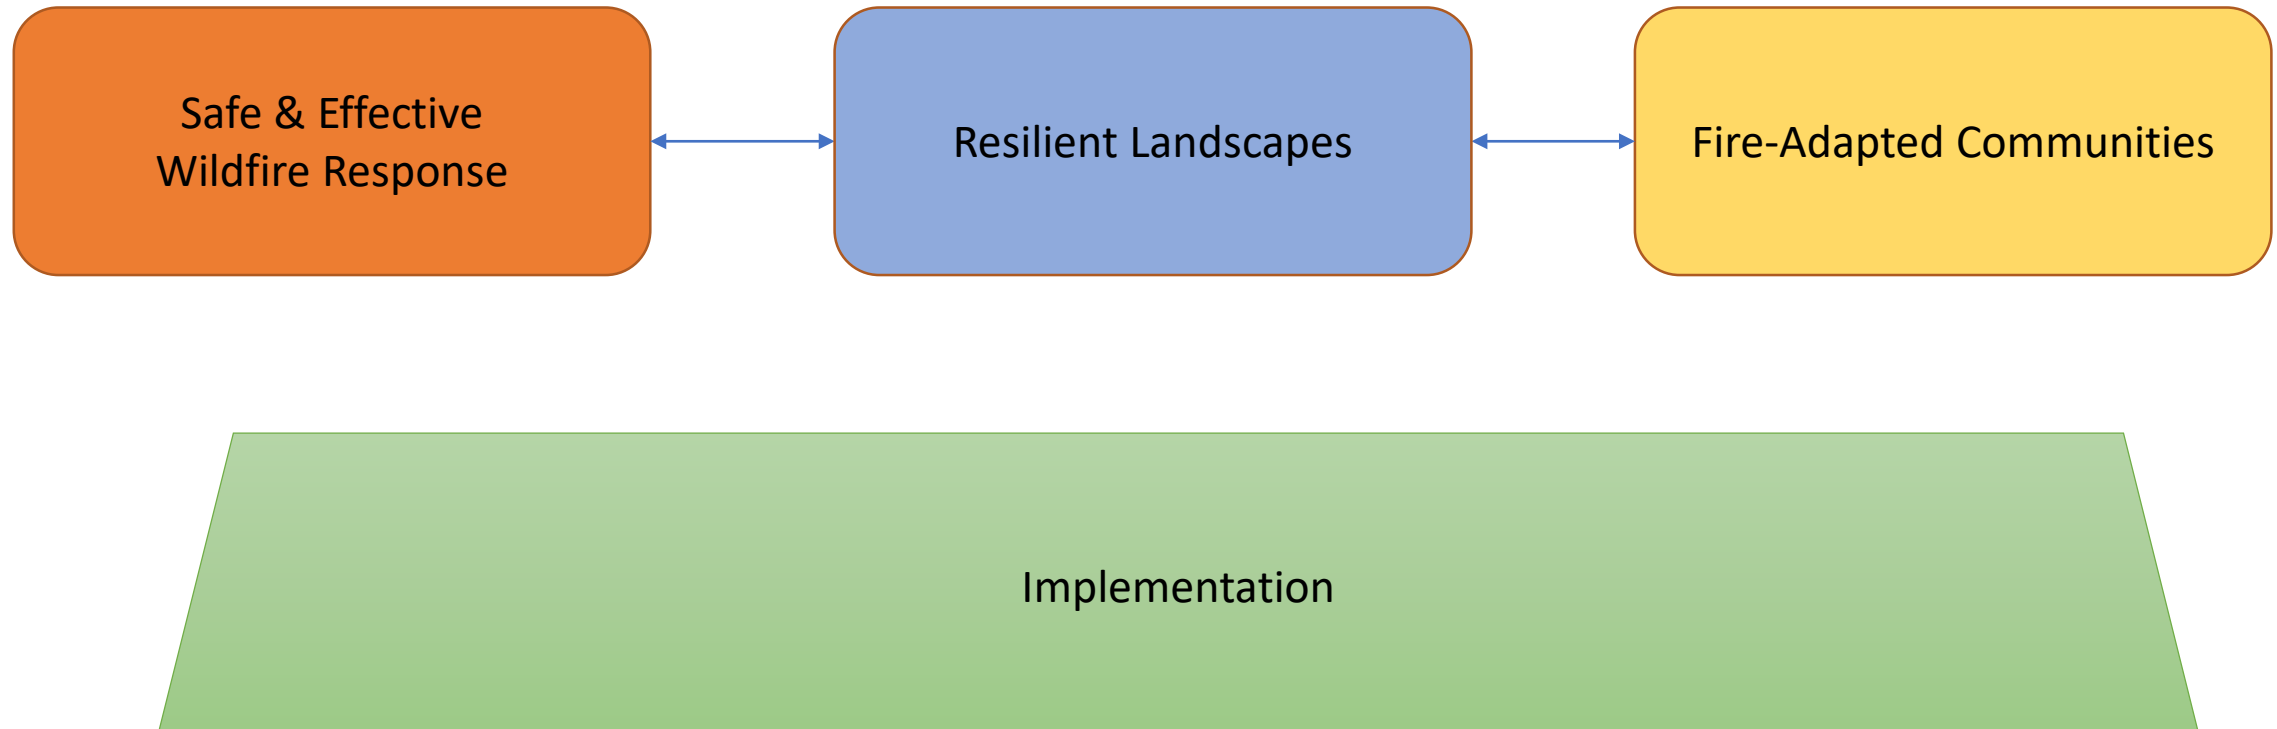 Safe & Effective
Wildfire Response
Resilient Landscapes
Fire-Adapted Communities
Implementation